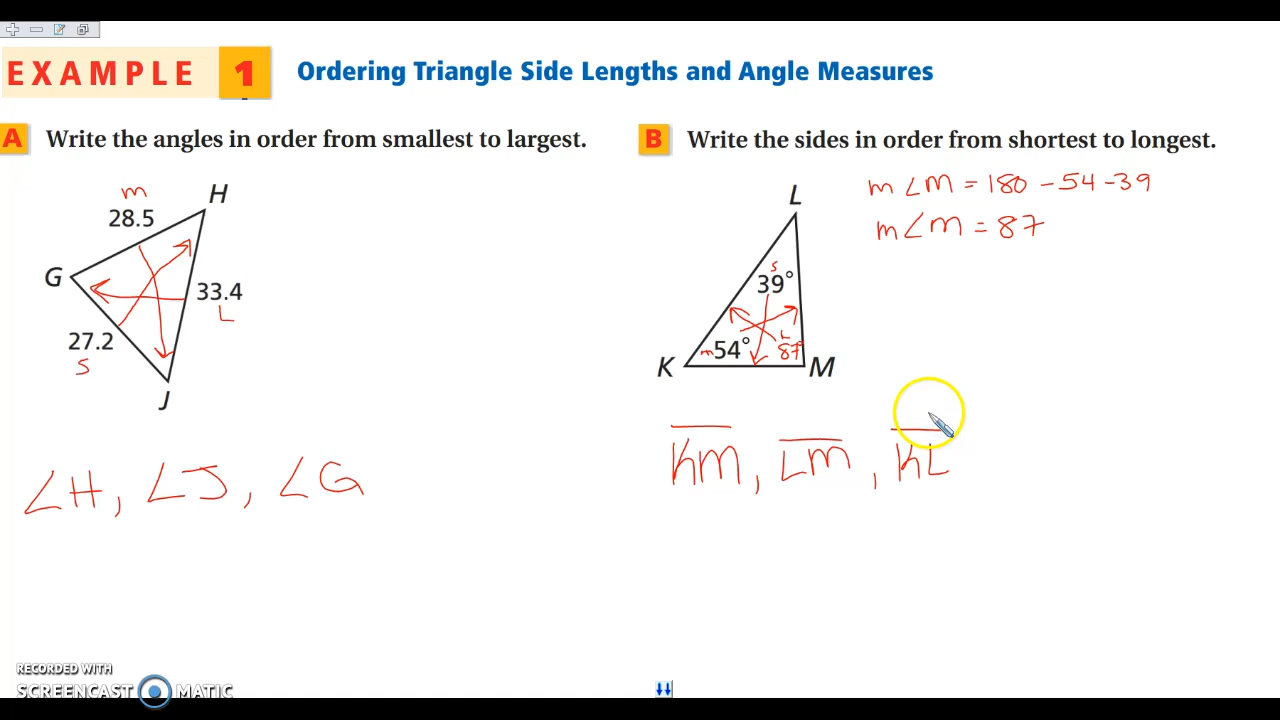 EXAMPLE 1 Ordering Triangle Side Lengths and Angle Measures
A Write the angles in order from smallest to largest.
m
28.5
H
G
33.4
L
27.2
S
J
∠H, ∠J, ∠G
B Write the sides in order from shortest to longest.
m∠M = 180 - 54 - 39
m∠M = 87
L
s
39°
L
m 54° 87°
K M
KM, LM, KL
RECORDED WITH
SCREENCAST MATIC